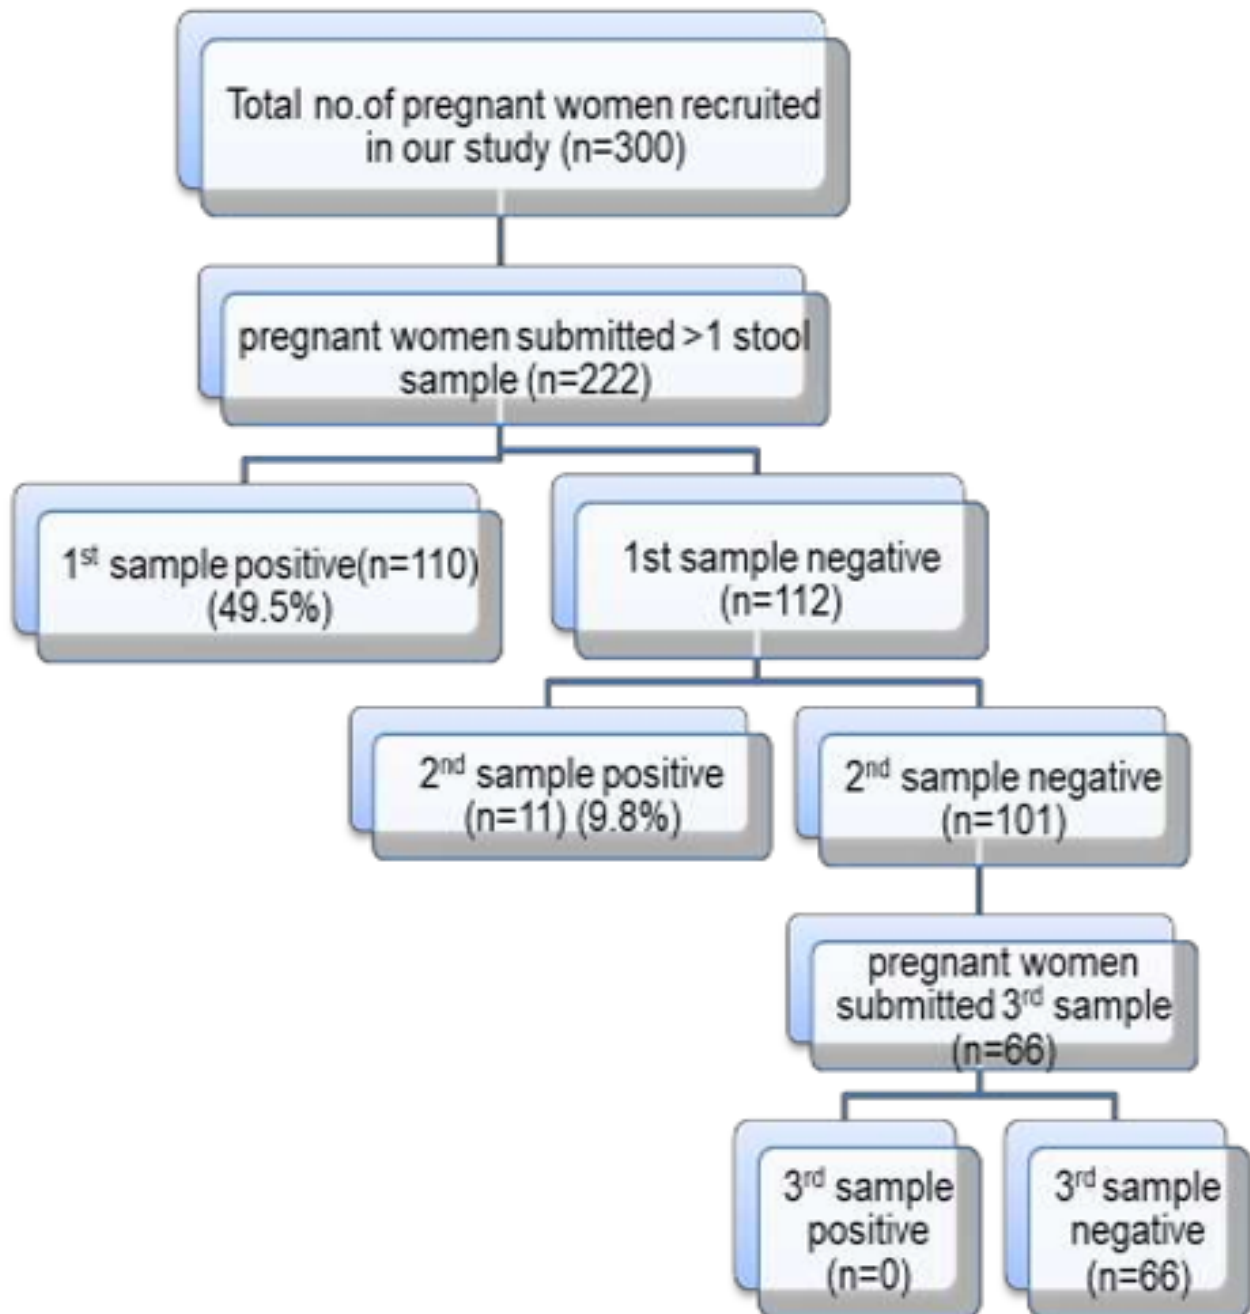 Total no.of pregnant women recruited
in our study (n=300)
pregnant women submitted >1 stool
sample (n=222)
1st sample positive(n=110)
(49.5%)
1st sample negative
(n=112)
2nd sample positive
(n=11) (9.8%)
2nd sample negative
(n=101)
pregnant women
submitted 3rd sample
(n=66)
3rd sample
positive
(n=0)
3rd sample
negative
(n=66)